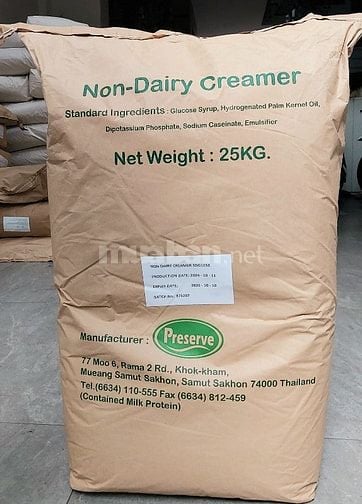 Non-Dairy Creamer
Standard Ingredients : Glucose Syrup, Hydrogenated Palm Kernel Oil,
Dipotassium Phosphate, Sodium Caseinate, Emulsifier
Net Weight : 25KG.
NON DAIRY CREAMER
PRODUCTION DATE:
EXPIRY DATE:
BATCH No.:
Manufacturer : Preserve
77 Moo 6, Rama 2 Rd., Khok-kham,
Mueang Samut Sakhon, Samut Sakhon 74000 Thailand
Tel.(6634) 110-555 Fax (6634) 812-459
(Contained Milk Protein)